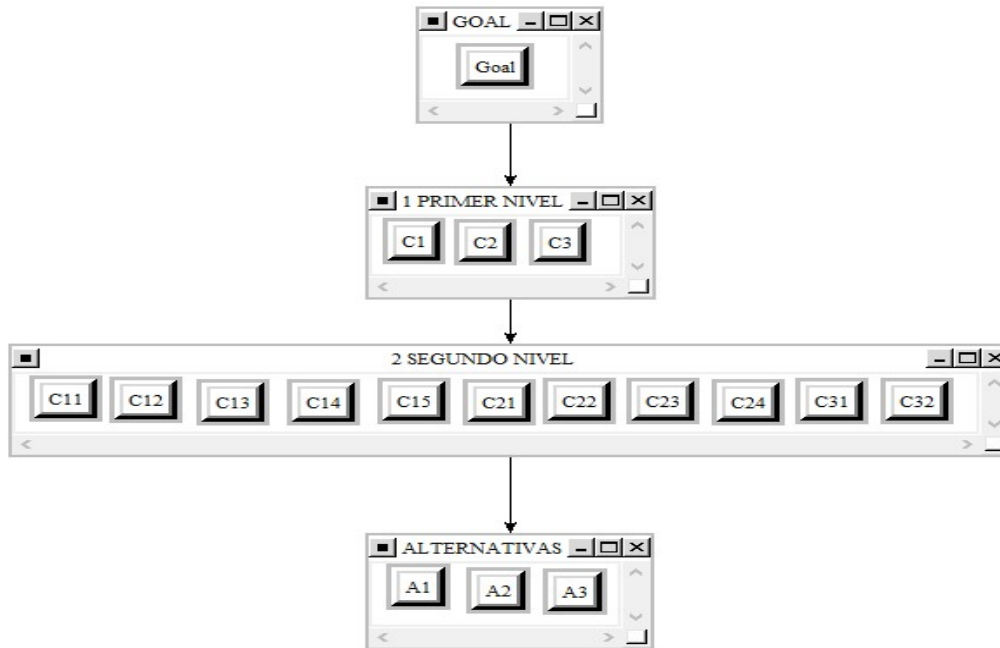 GOAL
Goal
1 PRIMER NIVEL
C1 C2 C3
2 SEGUNDO NIVEL
C11 C12 C13 C14 C15 C21 C22 C23 C24 C31 C32
ALTERNATIVAS
A1 A2 A3